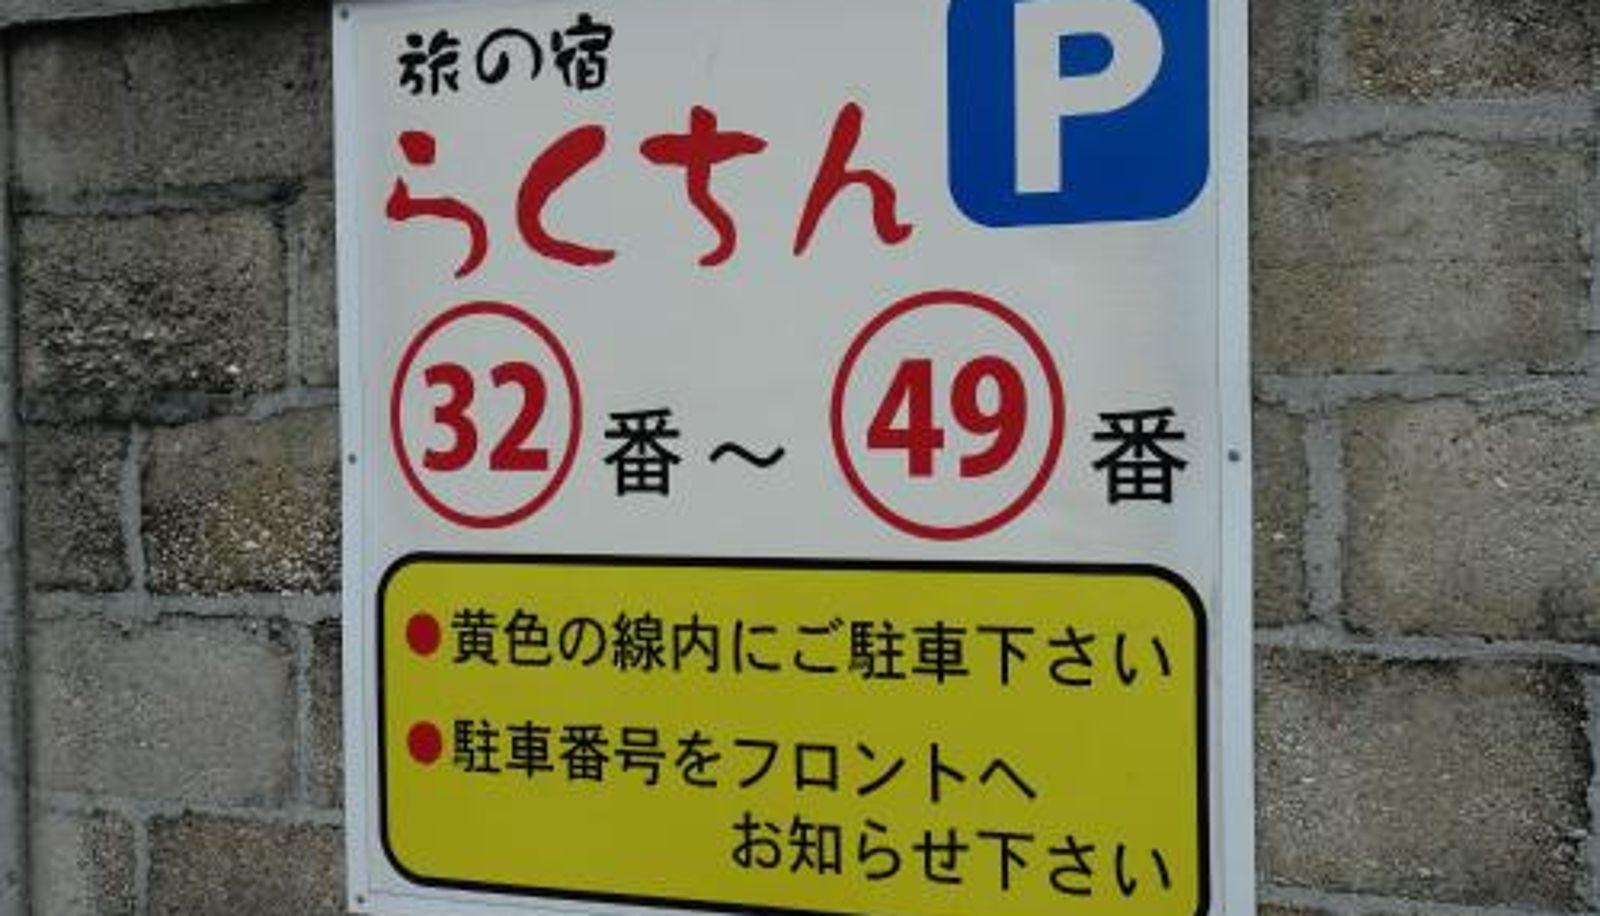 旅の宿
らくちん
P
32番～49番
●黄色の線内にご駐車下さい
●駐車番号をフロントへ
お知らせ下さい